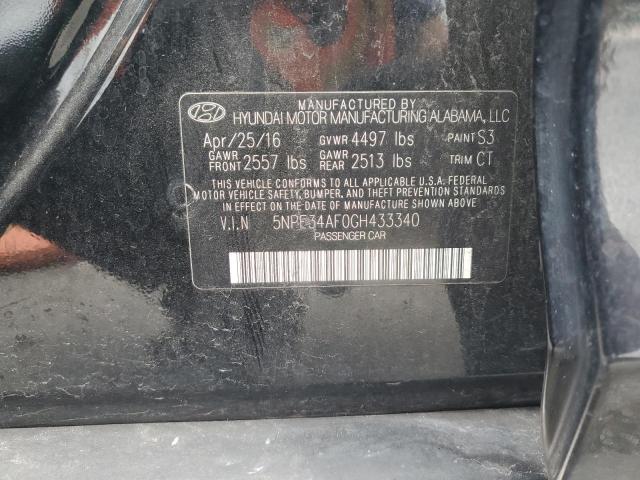 MANUFACTURED BY
HYUNDAI MOTOR MANUFACTURING ALABAMA, LLC
Apr/25/16 GVWR 4497 lbs PAINT S3
GAWR FRONT 2557 lbs GAWR REAR 2513 lbs TRIM CT
THIS VEHICLE CONFORMS TO ALL APPLICABLE U.S.A. FEDERAL
MOTOR VEHICLE SAFETY, BUMPER, AND THEFT PREVENTION STANDARDS
IN EFFECT ON THE DATE OF MANUFACTURE SHOWN ABOVE.
V.I.N 5NPE34AF0GH433340
PASSENGER CAR